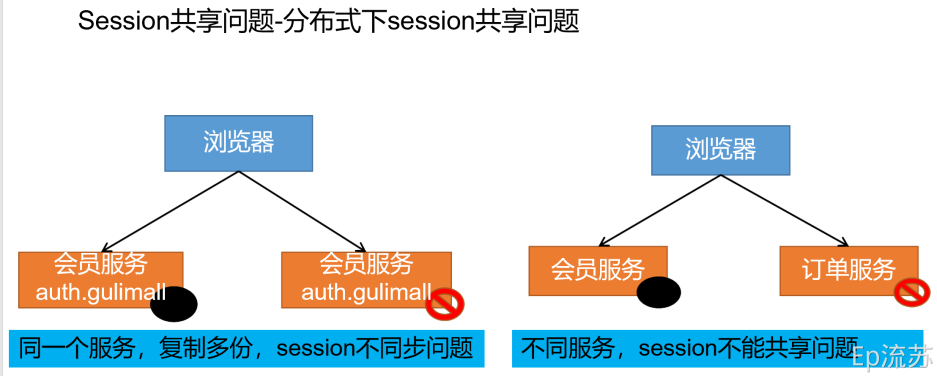 Session共享问题-分布式下session共享问题
浏览器
浏览器
会员服务
auth.gulimall
会员服务
auth.gulimall
会员服务
订单服务
同一个服务，复制多份，session不同步问题
不同服务，session不能共享问题
Ep流苏